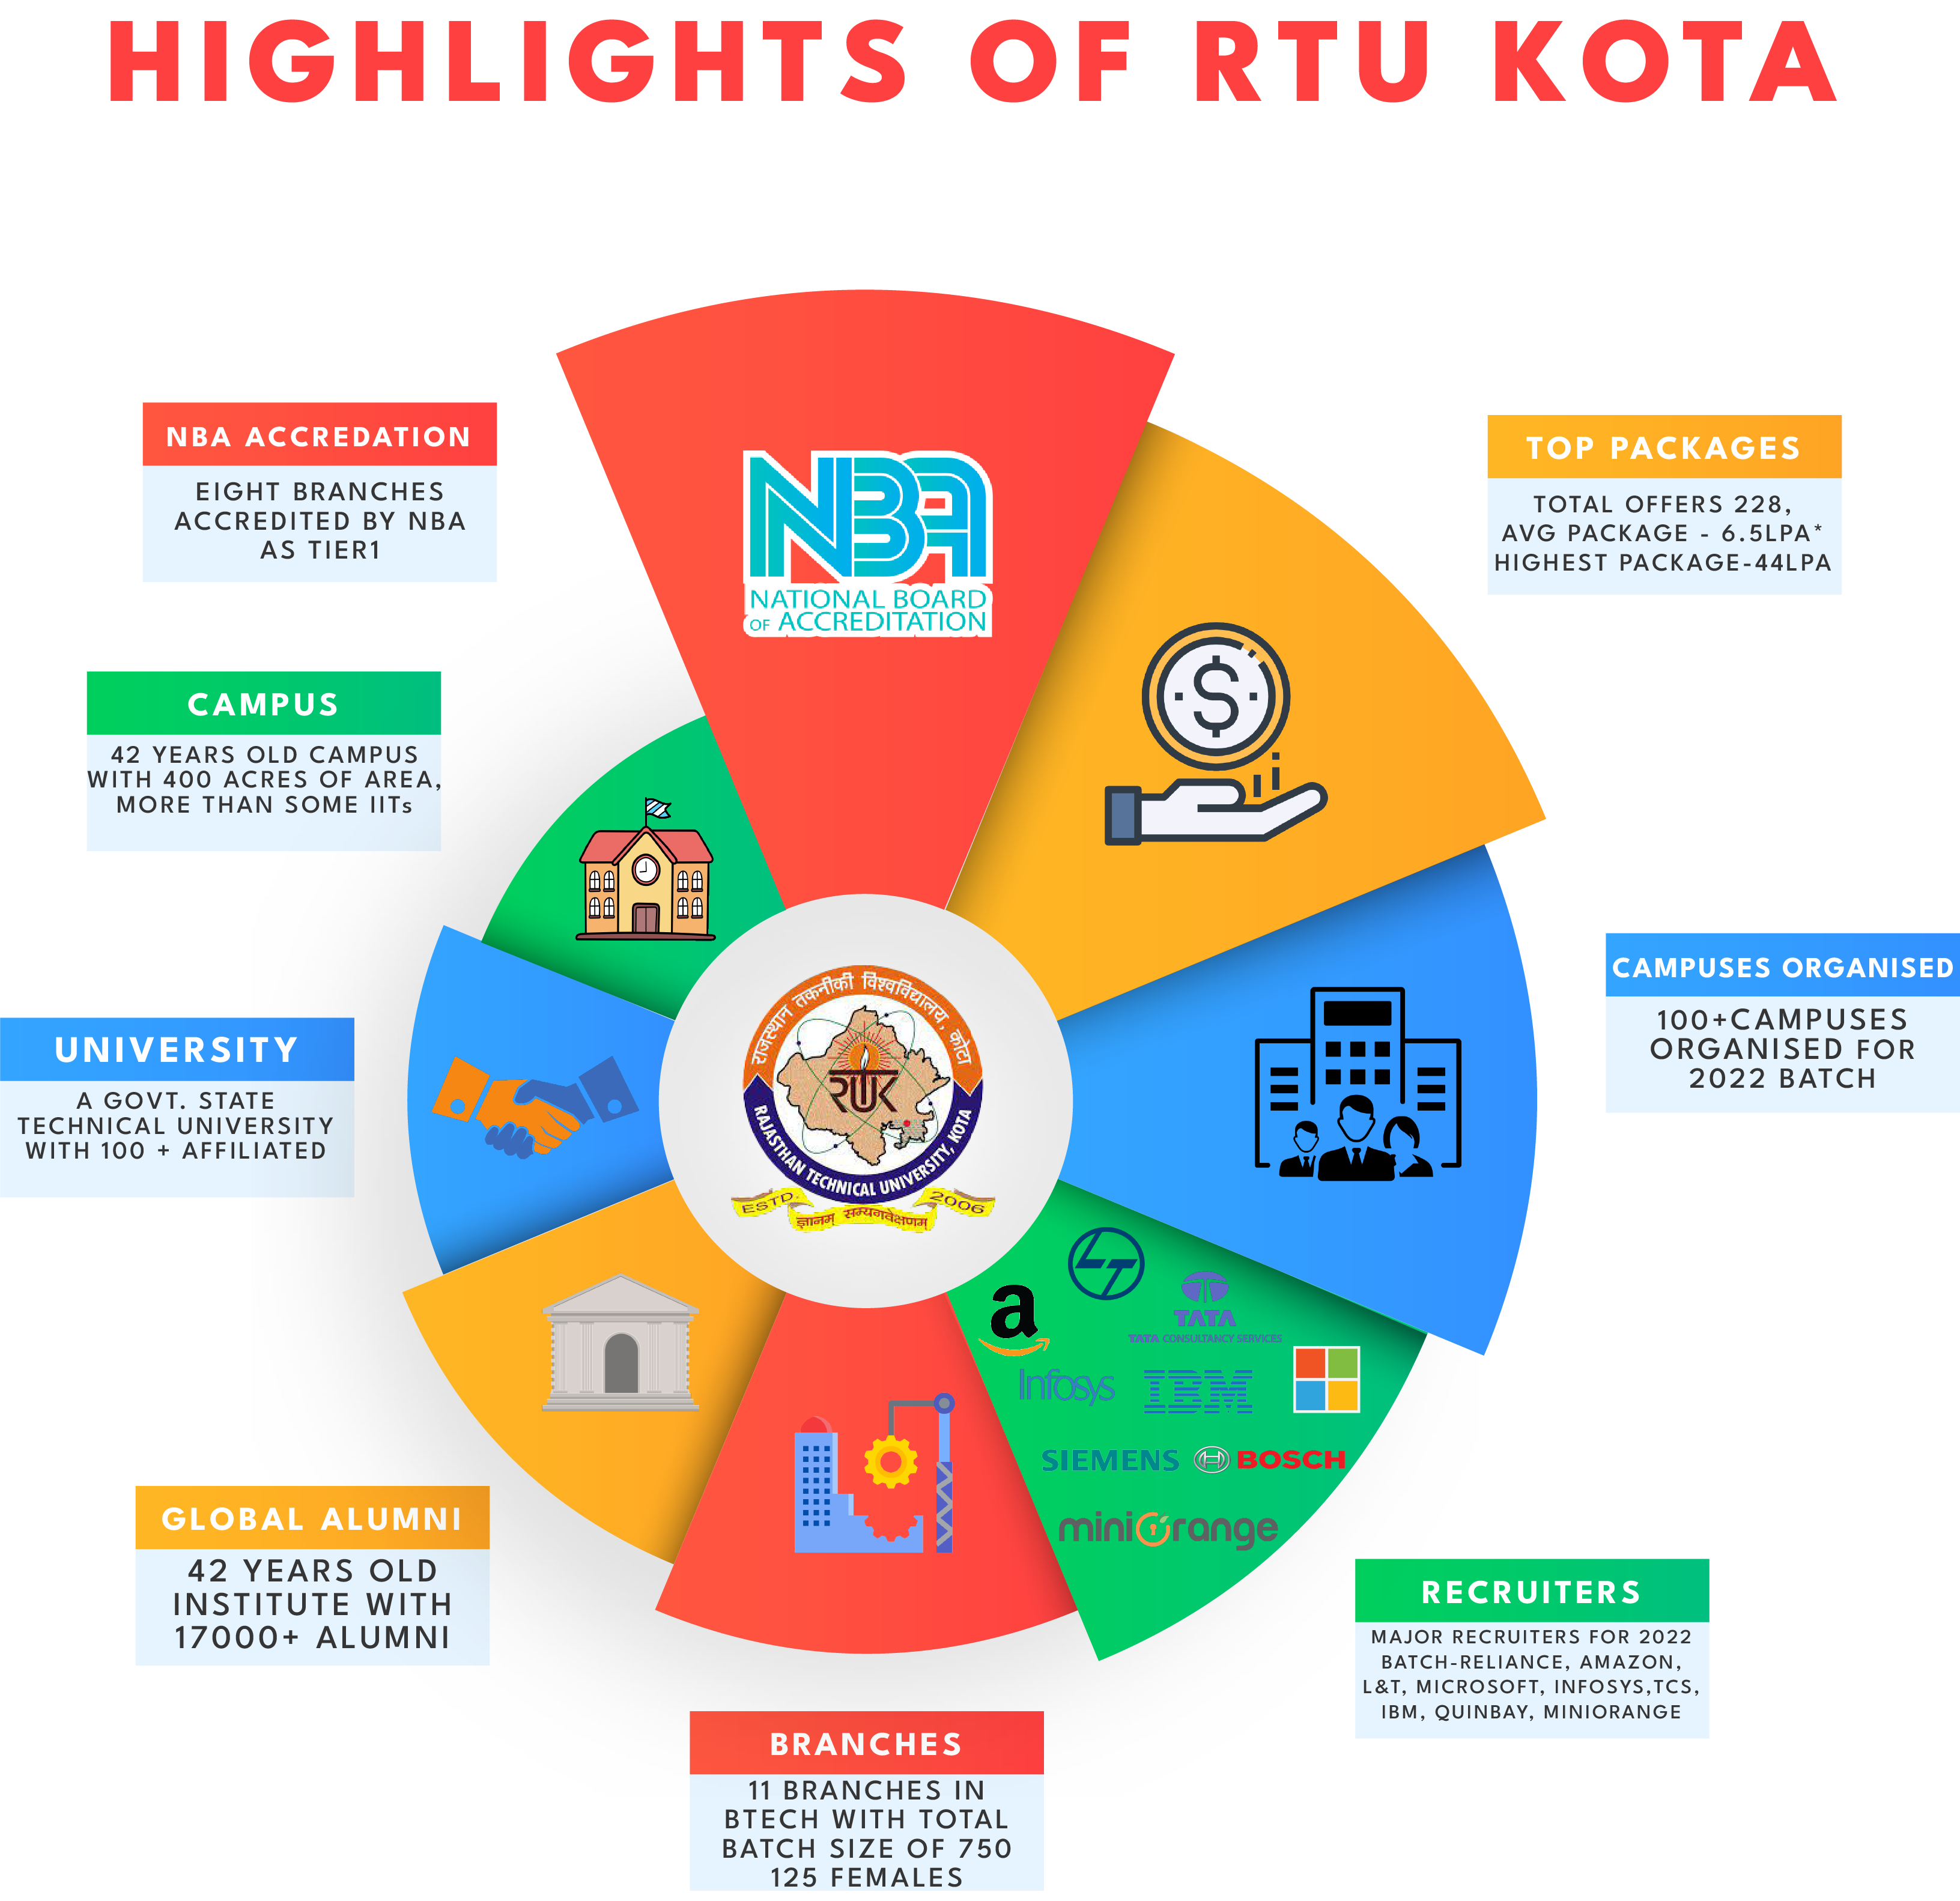 HIGHLIGHTS OF RTU KOTA
NBA ACCREDATION
EIGHT BRANCHES
ACCREDITED BY NBA
AS TIER1
NBA
NATIONAL BOARD
OF ACCREDITATION
TOP PACKAGES
TOTAL OFFERS 228,
AVG PACKAGE - 6.5LPA*
HIGHEST PACKAGE-44LPA
CAMPUS
42 YEARS OLD CAMPUS
WITH 400 ACRES OF AREA,
MORE THAN SOME IITs
CAMPUSES ORGANISED
100+CAMPUSES
ORGANISED FOR
2022 BATCH
UNIVERSITY
A GOVT. STATE
TECHNICAL UNIVERSITY
WITH 100 + AFFILIATED
राजस्थान तकनीकी विश्वविद्यालय, कोटा
RTUK
RAJASTHAN TECHNICAL UNIVERSITY, KOTA
ESTD. 2006
ज्ञानम् सम्यगवेक्षणम्
LT
a
TATA
TATA CONSULTANCY SERVICES
Infosys
IBM
SIEMENS
BOSCH
miniOrange
GLOBAL ALUMNI
42 YEARS OLD
INSTITUTE WITH
17000+ ALUMNI
RECRUITERS
MAJOR RECRUITERS FOR 2022
BATCH-RELIANCE, AMAZON,
L&T, MICROSOFT, INFOSYS,TCS,
IBM, QUINBAY, MINIORANGE
BRANCHES
11 BRANCHES IN
BTECH WITH TOTAL
BATCH SIZE OF 750
125 FEMALES